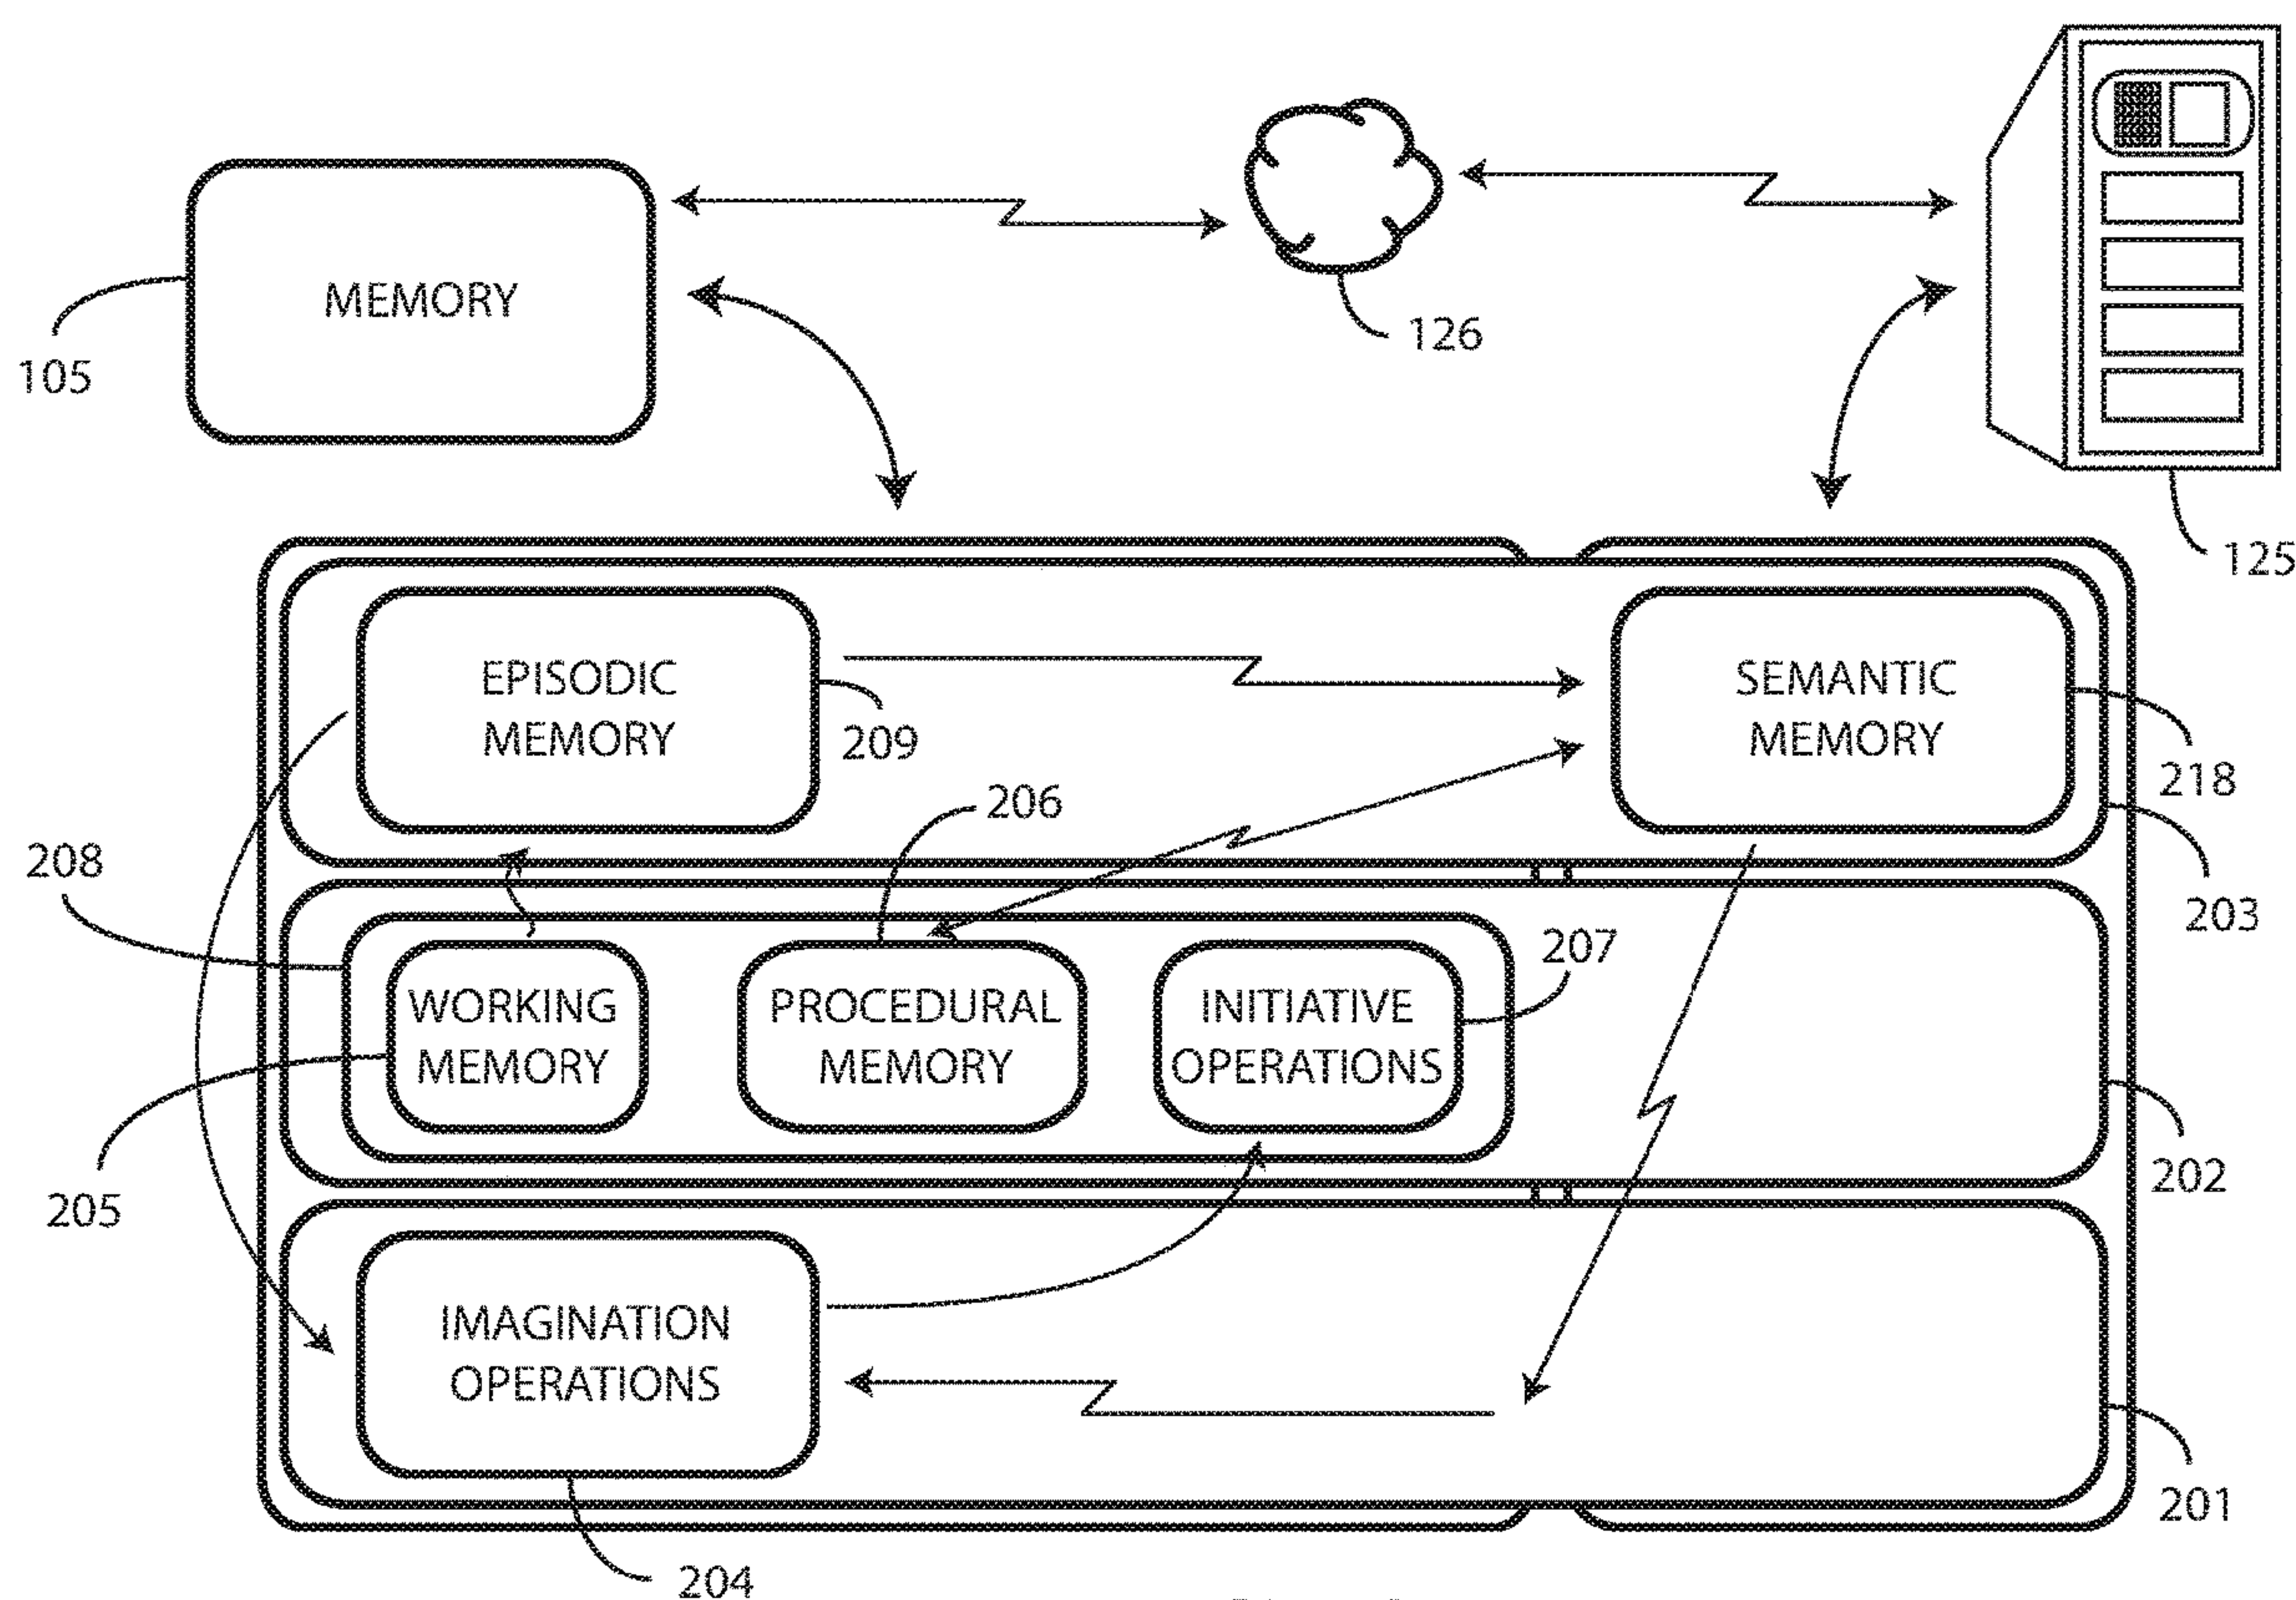 MEMORY
105
126
125
EPISODIC
MEMORY
209
SEMANTIC
MEMORY
218
206
208
203
207
WORKING
MEMORY
PROCEDURAL
MEMORY
INITIATIVE
OPERATIONS
205
202
IMAGINATION
OPERATIONS
201
204